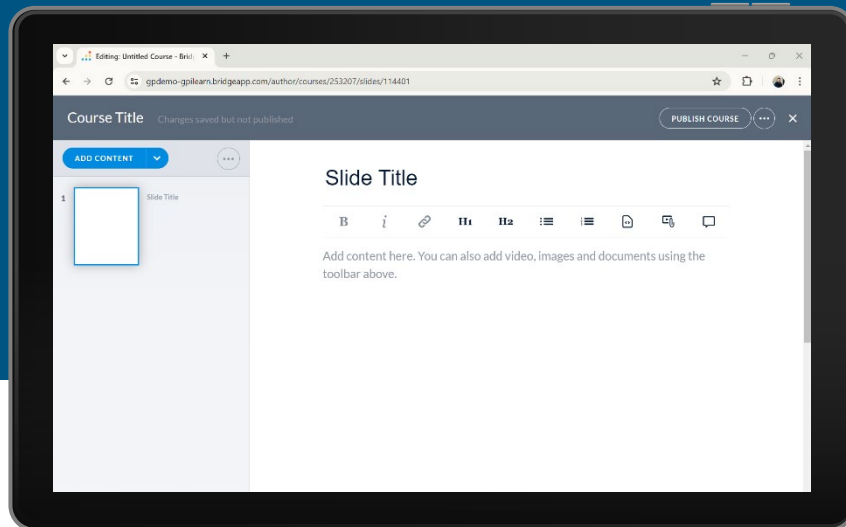 Editing: Untitled Course - Brid
gpdemo-gpilearn.bridgeapp.com/author/courses/253207/slides/114401
Course Title Changes saved but not published
PUBLISH COURSE
ADD CONTENT
1 Slide Title
Slide Title
B i H1 H2
Add content here. You can also add video, images and documents using the
toolbar above.